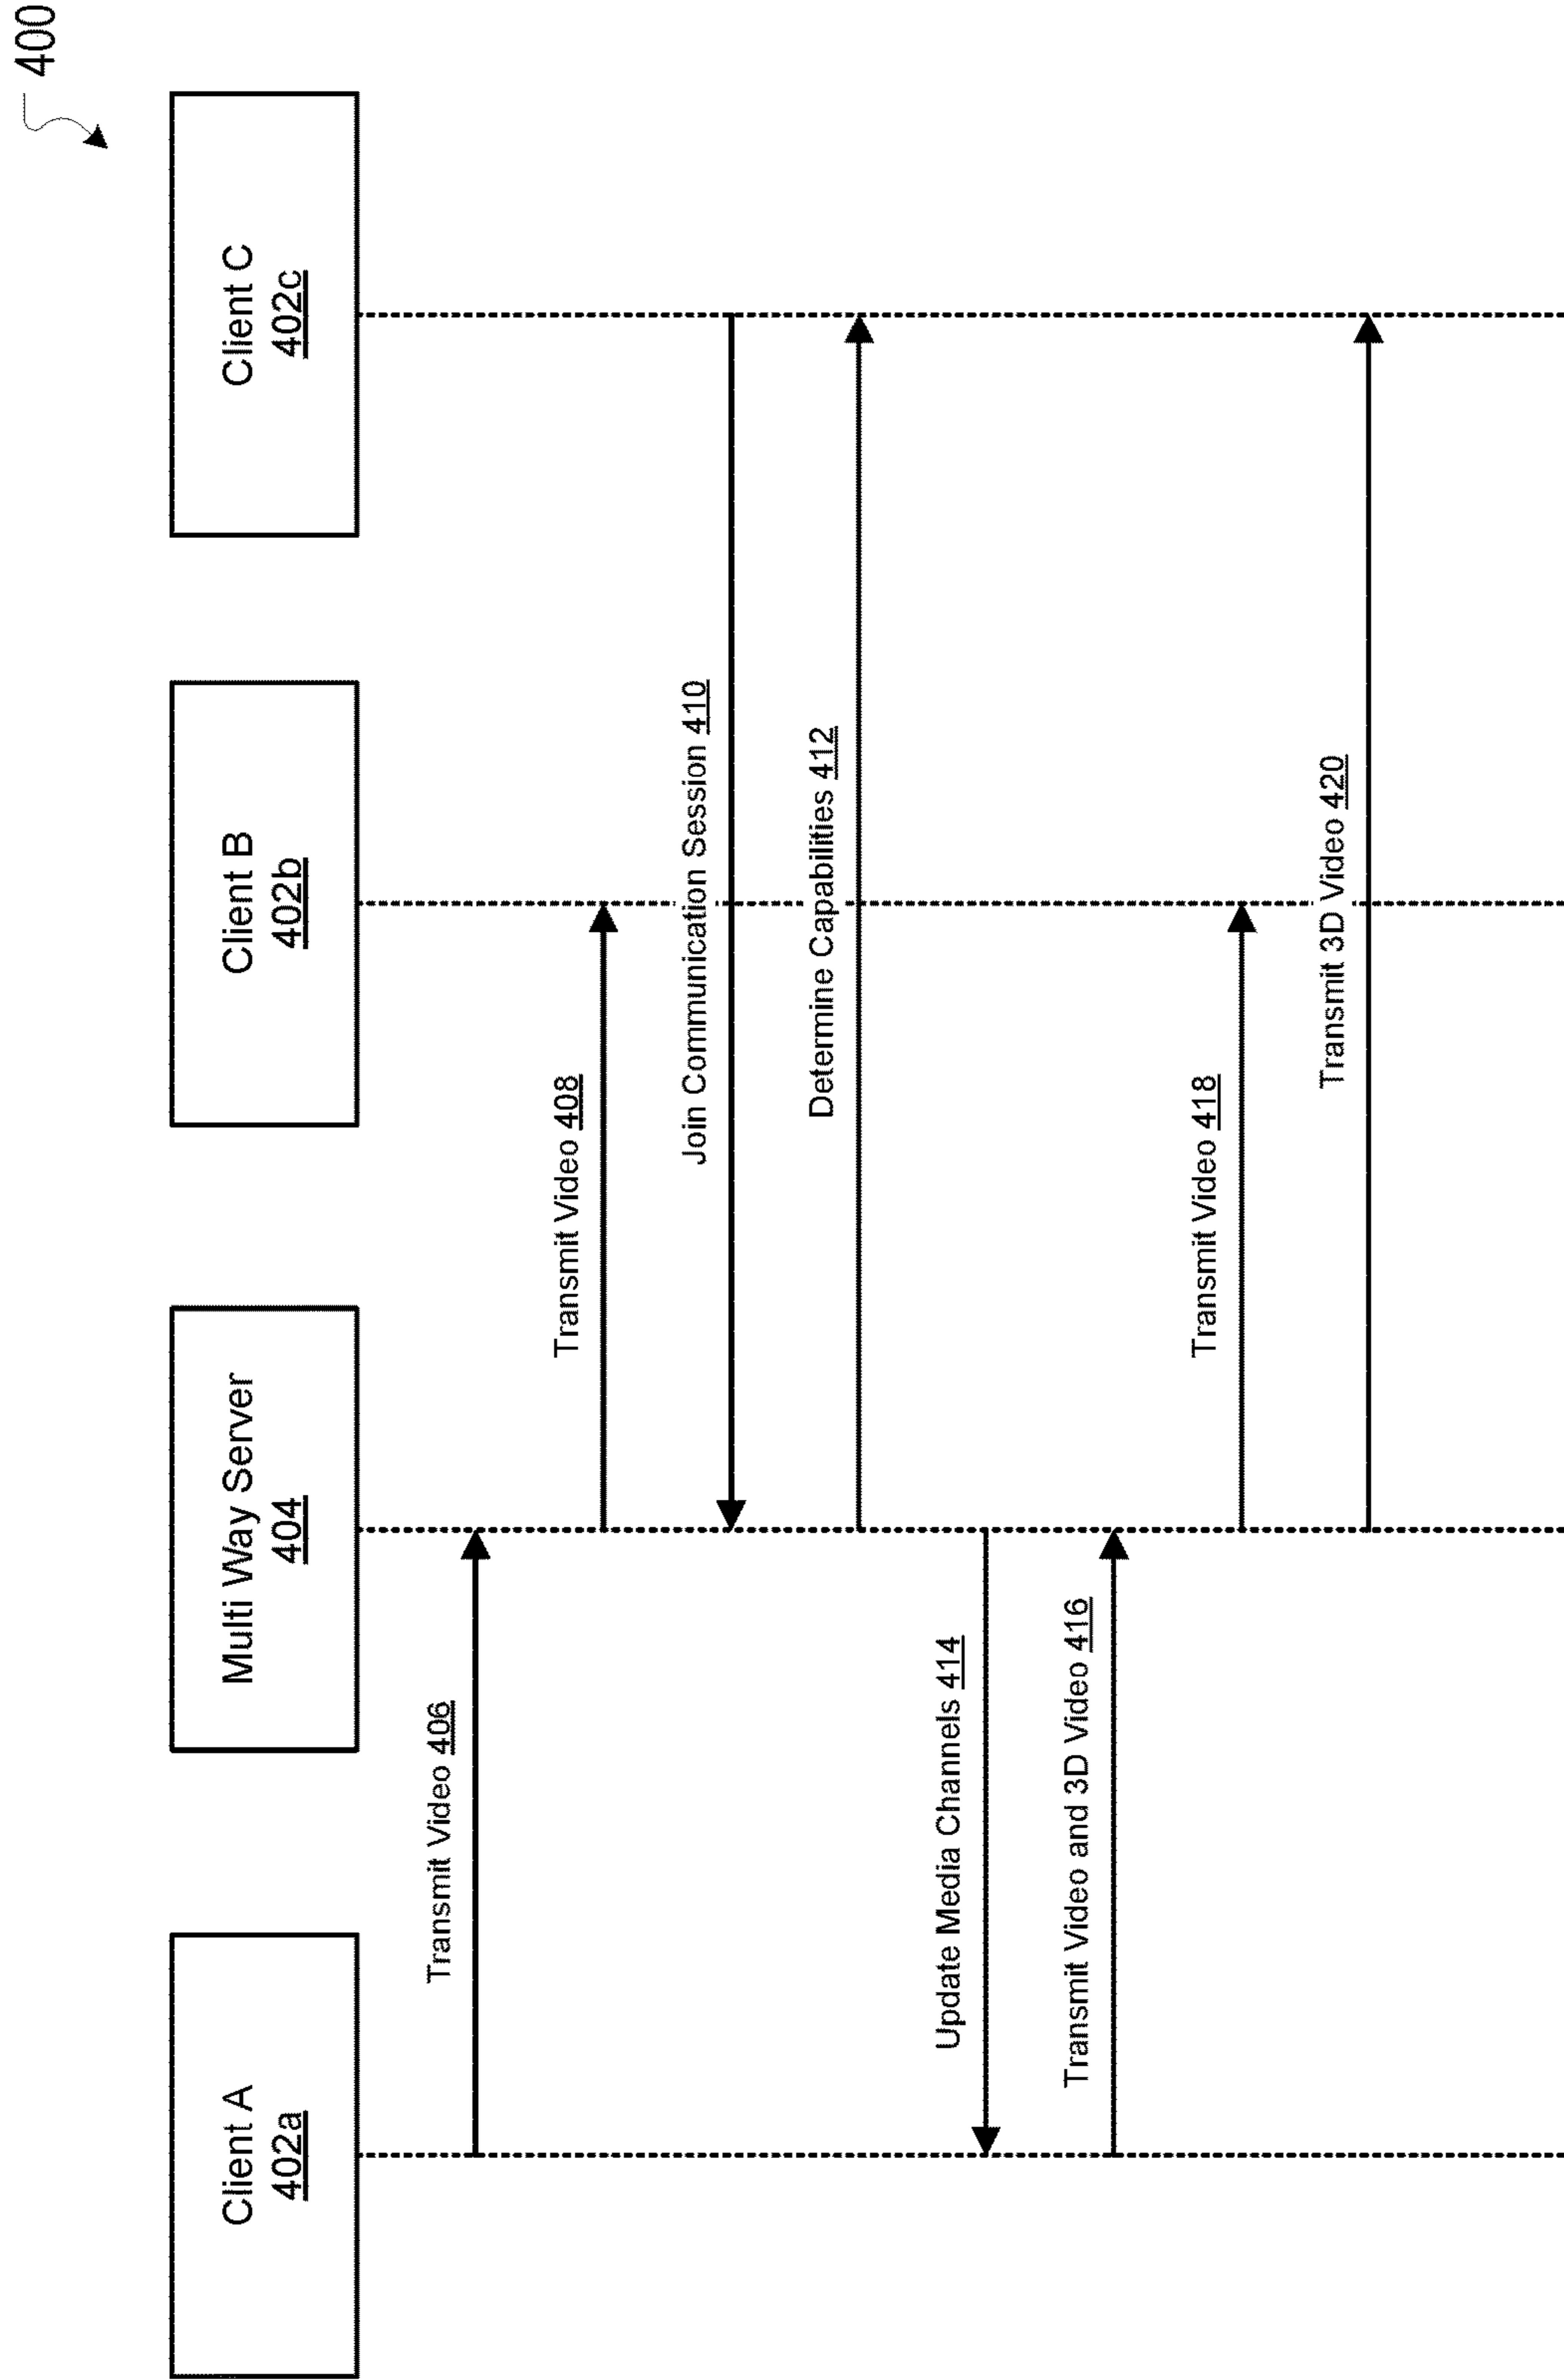 400
Client A
402a
Multi Way Server
404
Client B
402b
Client C
402c
Transmit Video 406
Transmit Video 408
Join Communication Session 410
Determine Capabilities 412
Update Media Channels 414
Transmit Video and 3D Video 416
Transmit Video 418
Transmit 3D Video 420